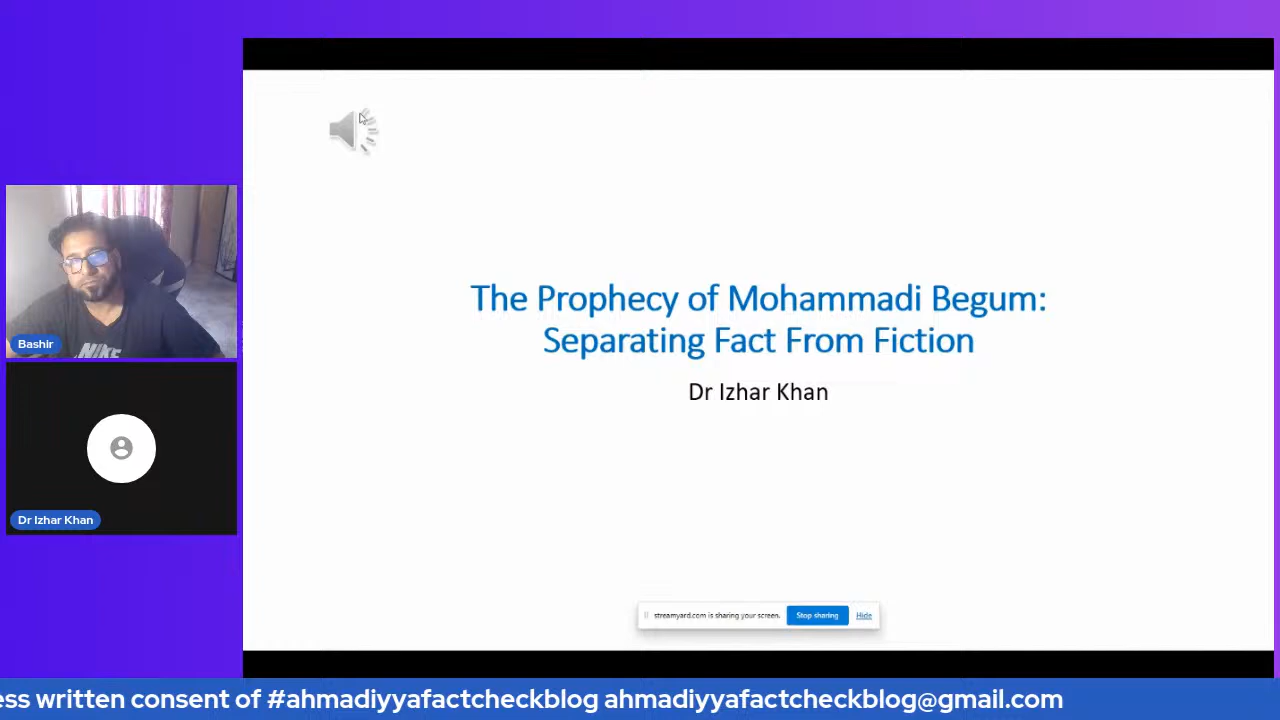 The Prophecy of Mohammadi Begum:
Separating Fact From Fiction
Dr Izhar Khan
NIKE
Bashir
Dr Izhar Khan
streamyard.com is sharing your screen. Stop sharing Hide
ess written consent of #ahmadiyyafactcheckblog ahmadiyyafactcheckblog@gmail.com